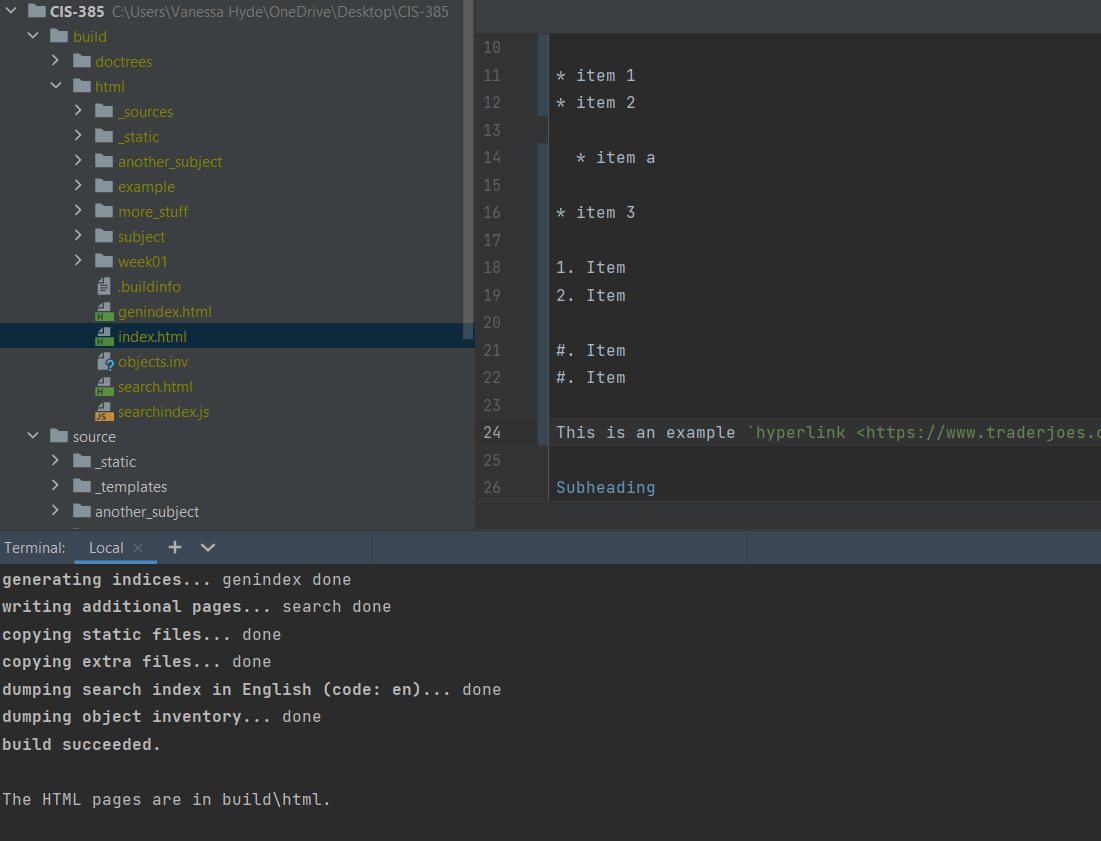 CIS-385 C:\Users\Vanessa Hyde\OneDrive\Desktop\CIS-385
build
doctrees
html
_sources
_static
another_subject
example
more_stuff
subject
week01
.buildinfo
genindex.html
index.html
objects.inv
search.html
searchindex.js
source
_static
_templates
another_subject
10
11 * item 1
12 * item 2
13
14 * item a
15
16 * item 3
17
18 1. Item
19 2. Item
20
21 #. Item
22 #. Item
23
24 This is an example `hyperlink <https://www.traderjoes.c
25
26 Subheading
Terminal: Local
generating indices... genindex done
writing additional pages... search done
copying static files... done
copying extra files... done
dumping search index in English (code: en)... done
dumping object inventory... done
build succeeded.
The HTML pages are in build\html.